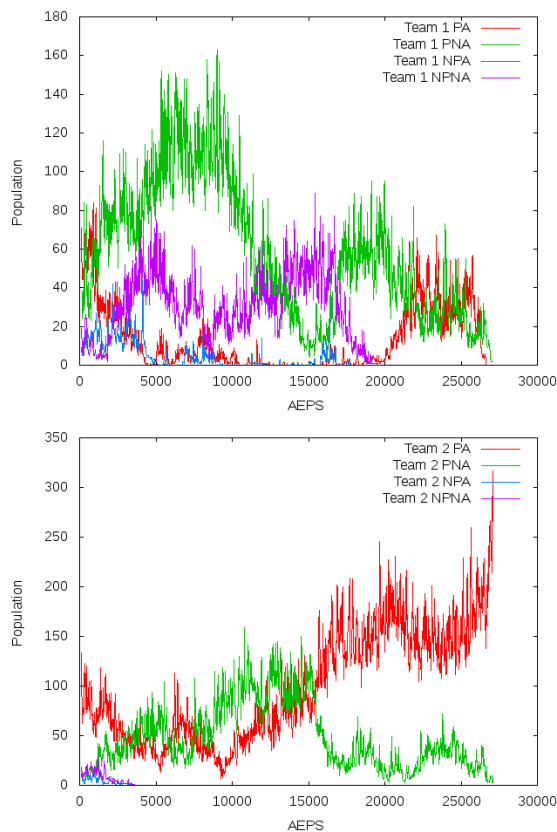 180
160
140
120
100
80
60
40
20
0
Population
Team 1 PA
Team 1 PNA
Team 1 NPA
Team 1 NPNA
0 5000 10000 15000 20000 25000 30000
AEPS
350
300
250
200
150
100
50
0
Population
Team 2 PA
Team 2 PNA
Team 2 NPA
Team 2 NPNA
0 5000 10000 15000 20000 25000 30000
AEPS